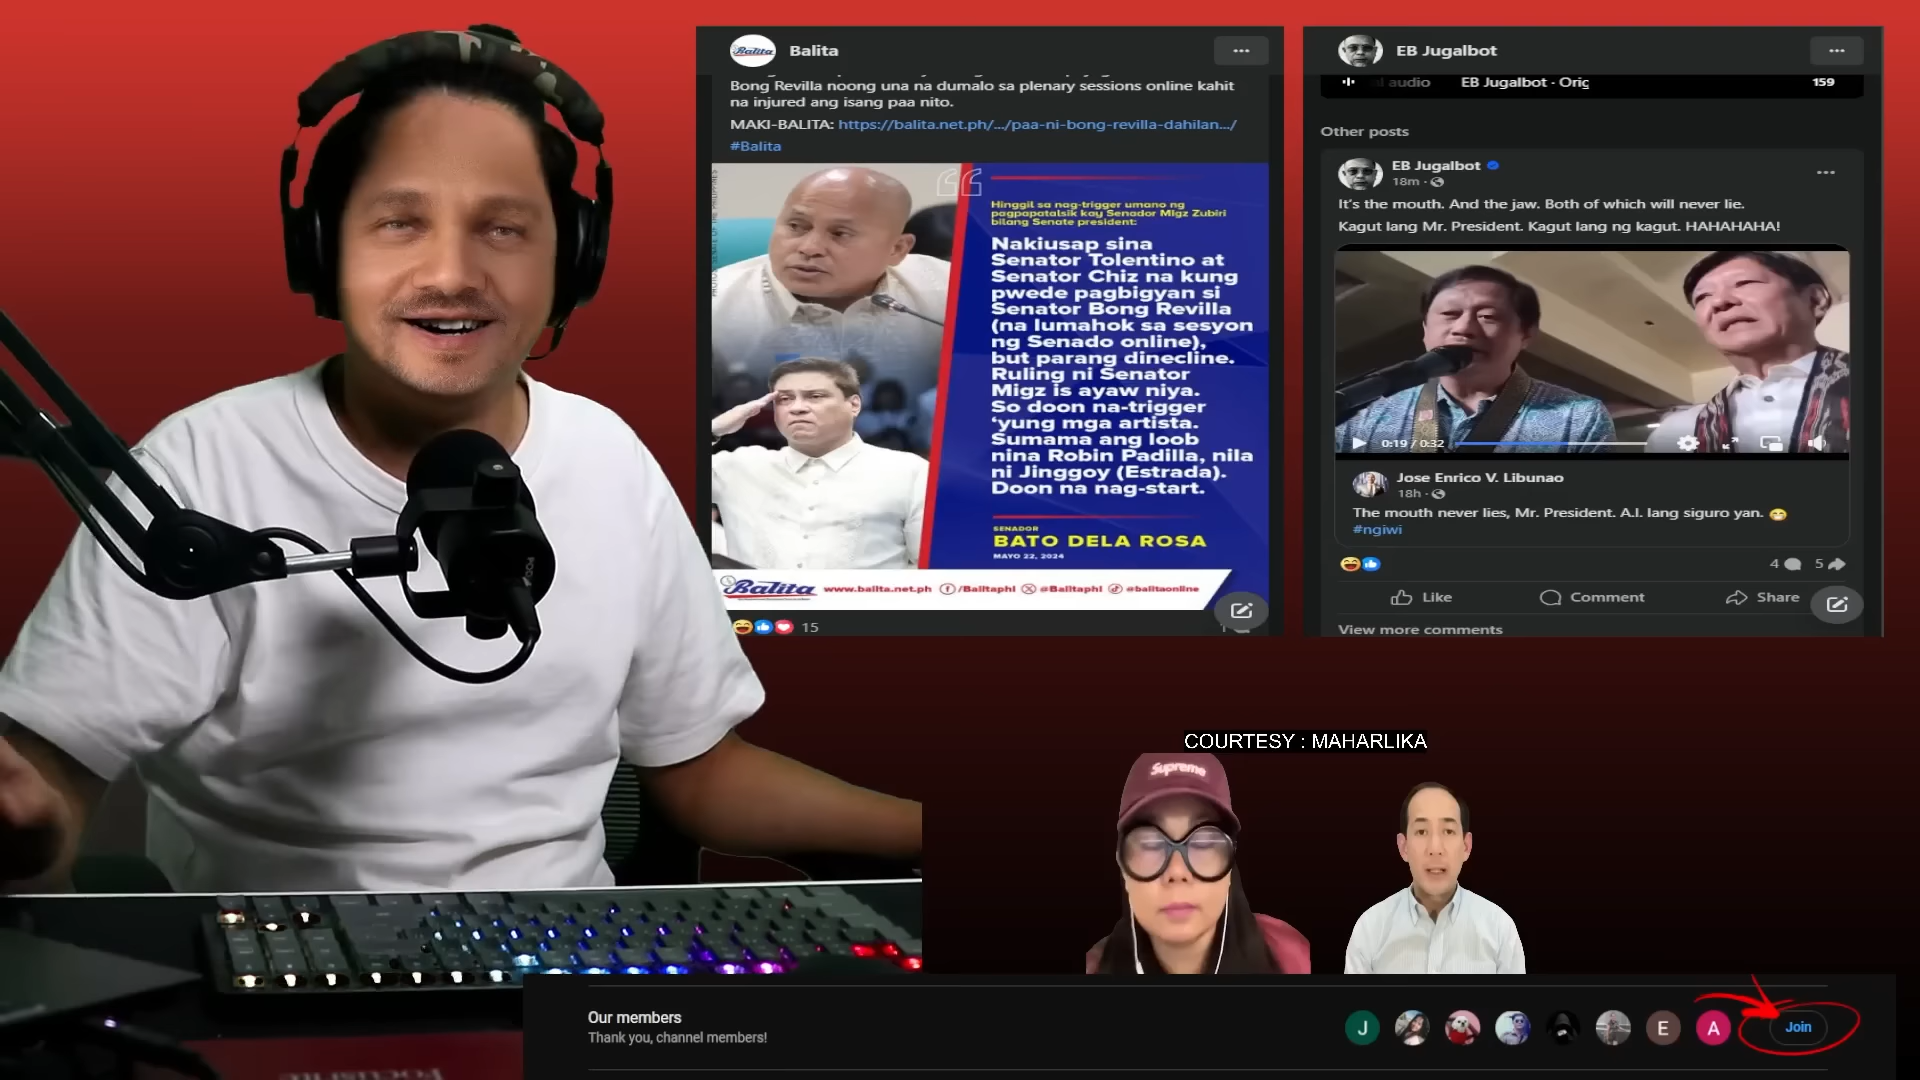 Balita
Balita
Bong Revilla noong una na dumalo sa plenary sessions online kahit
na injured ang isang paa nito.
MAKI-BALITA: https://balita.net.ph/.../paa-ni-bong-revilla-dahilan.../
#Balita
Hinggil sa nag-trigger umano ng
pagpapatalsik kay Senador Migz Zubiri
bilang Senate president:
Nakiusap sina
Senator Tolentino at
Senator Chiz na kung
pwede pagbigyan si
Senator Bong Revilla
(na lumahok sa sesyon
ng Senado online),
but parang dinecline.
Ruling ni Senator
Migz is ayaw niya.
So doon na-trigger
'yung mga artista.
Sumama ang loob
nina Robin Padilla, nila
ni Jinggoy (Estrada).
Doon na nag-start.
SENADOR
BATO DELA ROSA
MAYO 22, 2024
Balita
www.balita.net.ph
/Balitaphl
@Balitaphl
@balitaonline
15
EB Jugalbot
al audio
EB Jugalbot · Orig
159
Other posts
EB Jugalbot
18m ·
It's the mouth. And the jaw. Both of which will never lie.
Kagut lang Mr. President. Kagut lang ng kagut. HAHAHAHA!
0:19 / 0:32
Jose Enrico V. Libunao
18h ·
The mouth never lies, Mr. President. A.I. lang siguro yan. 😁
#ngiwi
4
5
Like
Comment
Share
View more comments
COURTESY : MAHARLIKA
Supreme
Our members
Thank you, channel members!
J
E
A
Join